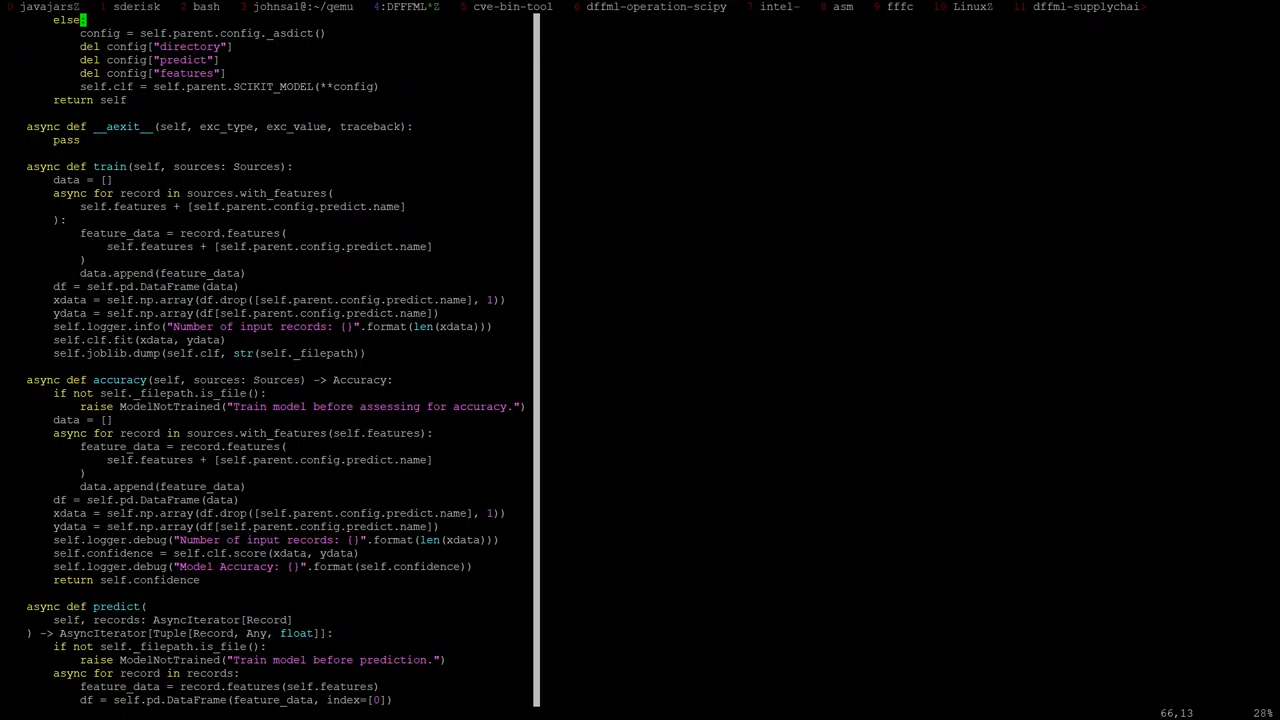 0 javajarsZ 1 sderisk 2 bash 3 johnsal@:~/qemu 4:DFFFML*Z 5 cve-bin-tool 6 dffml-operation-scipy 7 intel- 8 asm 9 fffc 10 LinuxZ 11 dffml-supplychai>
else:
config = self.parent.config._asdict()
del config["directory"]
del config["predict"]
del config["features"]
self.clf = self.parent.SCIKIT_MODEL(**config)
return self
async def __aexit__(self, exc_type, exc_value, traceback):
pass
async def train(self, sources: Sources):
data = []
async for record in sources.with_features(
self.features + [self.parent.config.predict.name]
):
feature_data = record.features(
self.features + [self.parent.config.predict.name]
)
data.append(feature_data)
df = self.pd.DataFrame(data)
xdata = self.np.array(df.drop([self.parent.config.predict.name], 1))
ydata = self.np.array(df[self.parent.config.predict.name])
self.logger.info("Number of input records: {}".format(len(xdata)))
self.clf.fit(xdata, ydata)
self.joblib.dump(self.clf, str(self._filepath))
async def accuracy(self, sources: Sources) -> Accuracy:
if not self._filepath.is_file():
raise ModelNotTrained("Train model before assessing for accuracy.")
data = []
async for record in sources.with_features(self.features):
feature_data = record.features(
self.features + [self.parent.config.predict.name]
)
data.append(feature_data)
df = self.pd.DataFrame(data)
xdata = self.np.array(df.drop([self.parent.config.predict.name], 1))
ydata = self.np.array(df[self.parent.config.predict.name])
self.logger.debug("Number of input records: {}".format(len(xdata)))
self.confidence = self.clf.score(xdata, ydata)
self.logger.debug("Model Accuracy: {}".format(self.confidence))
return self.confidence
async def predict(
self, records: AsyncIterator[Record]
) -> AsyncIterator[Tuple[Record, Any, float]]:
if not self._filepath.is_file():
raise ModelNotTrained("Train model before prediction.")
async for record in records:
feature_data = record.features(self.features)
df = self.pd.DataFrame(feature_data, index=[0])
66,13 28%